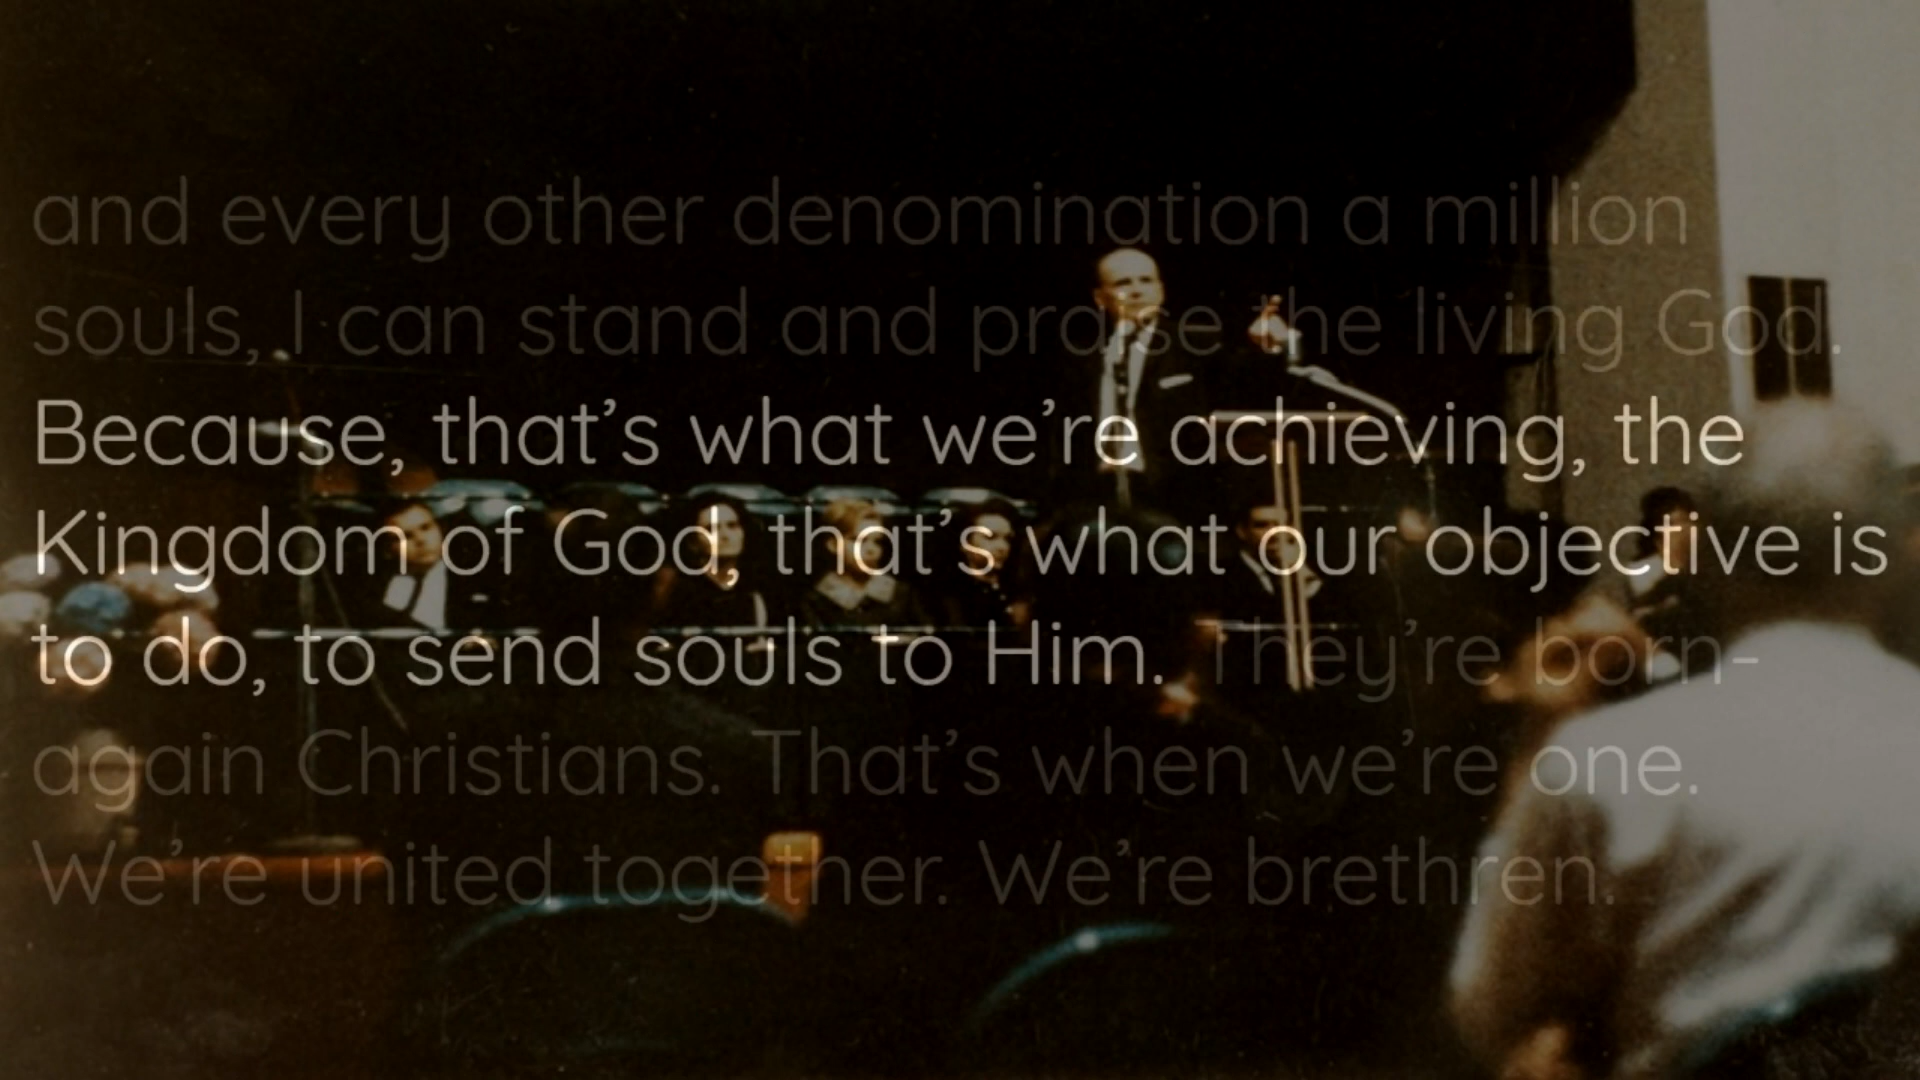 and every other denomination a million
souls, I can stand and praise the living God.
Because, that’s what we’re achieving, the
Kingdom of God, that’s what our objective is
to do, to send souls to Him. They’re born-
again Christians. That’s when we’re one.
We’re united together. We’re brethren.